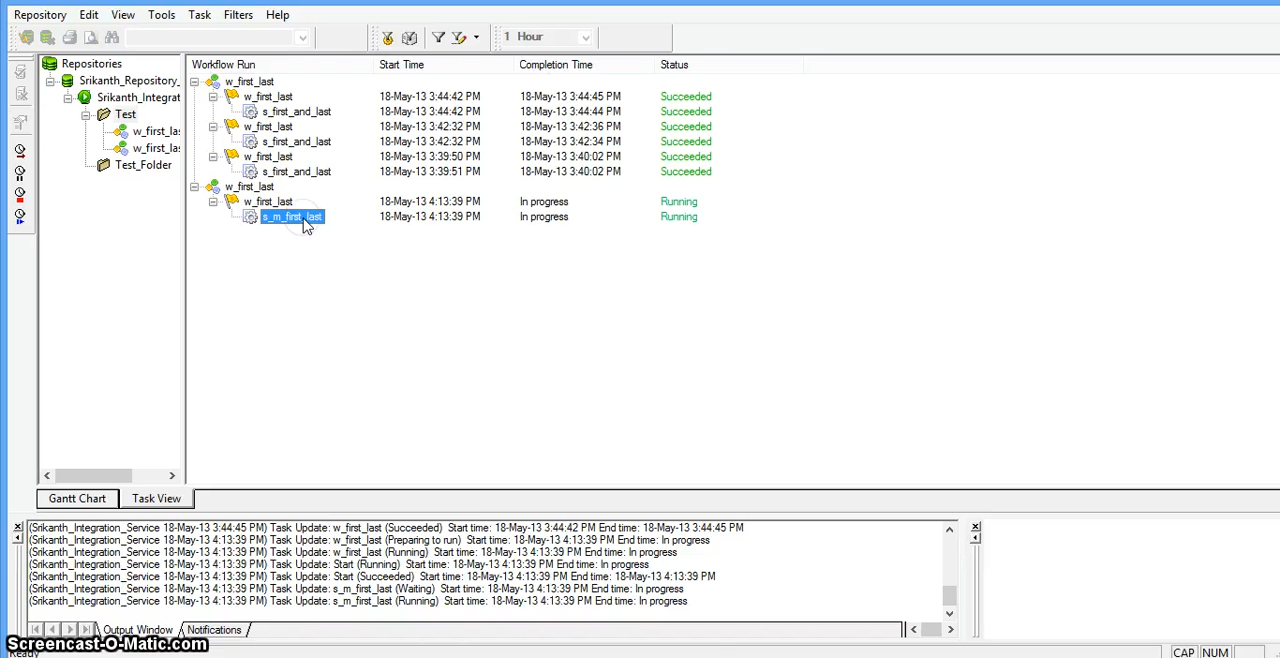 Repository Edit View Tools Task Filters Help
1 Hour
Repositories
Srikanth_Repository_
Srikanth_Integrat
Test
w_first_las
w_first_las
Test_Folder
Workflow Run Start Time Completion Time Status
w_first_last
w_first_last 18-May-13 3:44:42 PM 18-May-13 3:44:45 PM Succeeded
s_first_and_last 18-May-13 3:44:42 PM 18-May-13 3:44:44 PM Succeeded
w_first_last 18-May-13 3:42:32 PM 18-May-13 3:42:36 PM Succeeded
s_first_and_last 18-May-13 3:42:32 PM 18-May-13 3:42:34 PM Succeeded
w_first_last 18-May-13 3:39:50 PM 18-May-13 3:40:02 PM Succeeded
s_first_and_last 18-May-13 3:39:51 PM 18-May-13 3:40:02 PM Succeeded
w_first_last
w_first_last 18-May-13 4:13:39 PM In progress Running
s_m_first_last 18-May-13 4:13:39 PM In progress Running
Gantt Chart Task View
(Srikanth_Integration_Service 18-May-13 3:44:45 PM) Task Update: w_first_last (Succeeded) Start time: 18-May-13 3:44:42 PM End time: 18-May-13 3:44:45 PM
(Srikanth_Integration_Service 18-May-13 4:13:39 PM) Task Update: w_first_last (Preparing to run) Start time: 18-May-13 4:13:39 PM End time: In progress
(Srikanth_Integration_Service 18-May-13 4:13:39 PM) Task Update: w_first_last (Running) Start time: 18-May-13 4:13:39 PM End time: In progress
(Srikanth_Integration_Service 18-May-13 4:13:39 PM) Task Update: Start (Running) Start time: 18-May-13 4:13:39 PM End time: In progress
(Srikanth_Integration_Service 18-May-13 4:13:39 PM) Task Update: Start (Succeeded) Start time: 18-May-13 4:13:39 PM End time: 18-May-13 4:13:39 PM
(Srikanth_Integration_Service 18-May-13 4:13:39 PM) Task Update: s_m_first_last (Waiting) Start time: 18-May-13 4:13:39 PM End time: In progress
(Srikanth_Integration_Service 18-May-13 4:13:39 PM) Task Update: s_m_first_last (Running) Start time: 18-May-13 4:13:39 PM End time: In progress
Output Window Notifications
Screencast-O-Matic.com
Ready CAP NUM